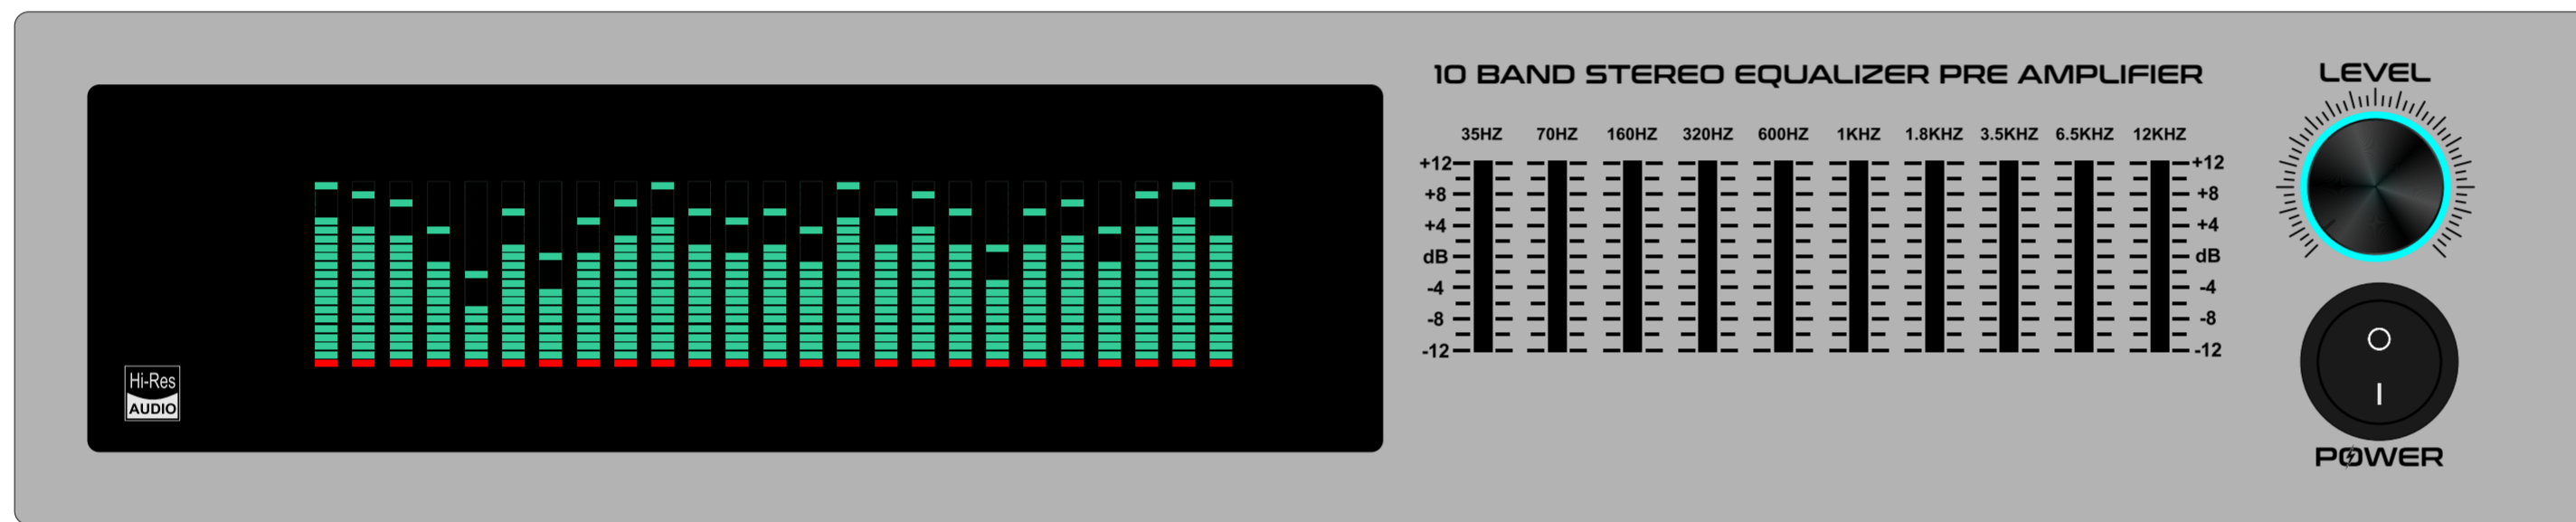 10 BAND STEREO EQUALIZER PRE AMPLIFIER
LEVEL
35HZ 70HZ 160HZ 320HZ 600HZ 1KHZ 1.8KHZ 3.5KHZ 6.5KHZ 12KHZ
+12 +12
+8 +8
+4 +4
dB dB
-4 -4
-8 -8
-12 -12
Hi-Res
AUDIO
POWER